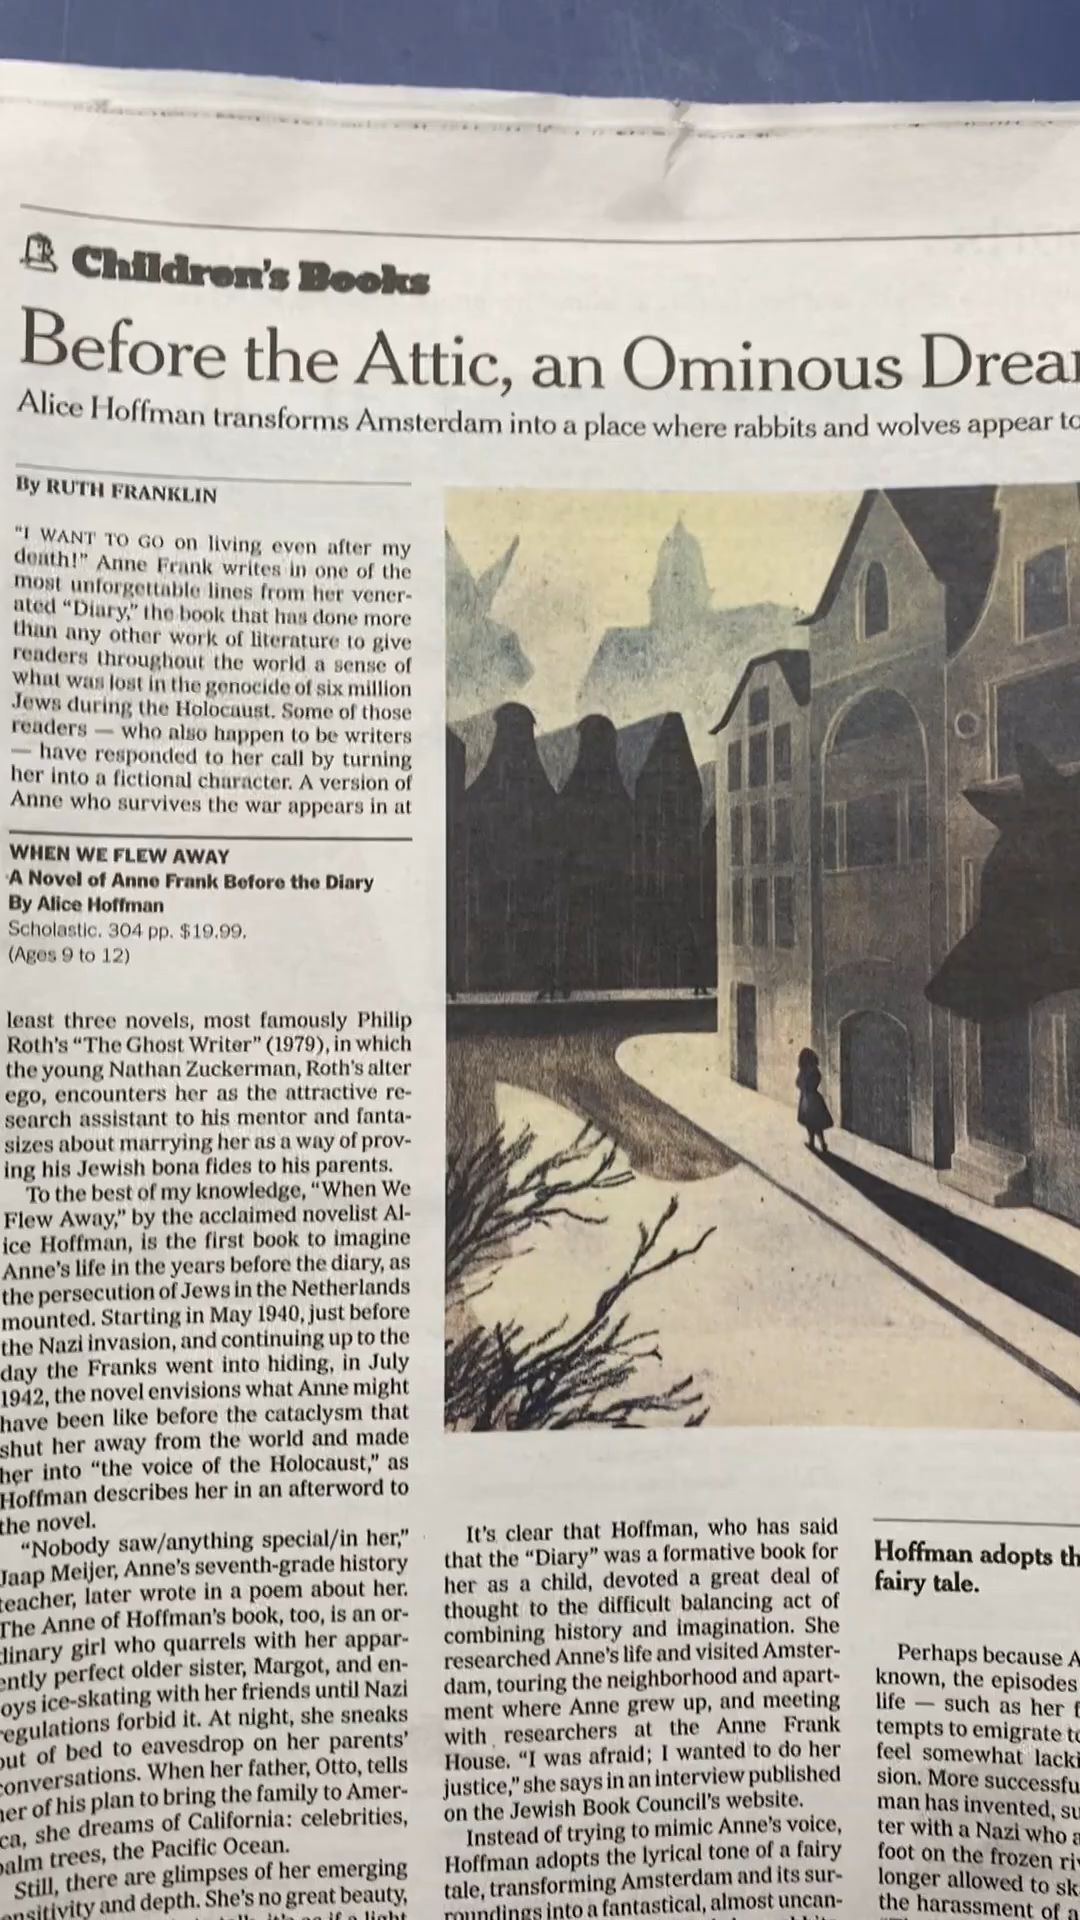 Children's Books
Before the Attic, an Ominous
Alice Hoffman transforms Amsterdam into a place where rabbits and wolves appear to
By RUTH FRANKLIN
"I WANT TO GO on living even after my
death!" Anne Frank writes in one of the
most unforgettable lines from her vener-
ated “Diary,” the book that has done more
than any other work of literature to give
readers throughout the world a sense of
what was lost in the genocide of six million
Jews during the Holocaust. Some of those
readers — who also happen to be writers
— have responded to her call by turning
her into a fictional character. A version of
Anne who survives the war appears in at
WHEN WE FLEW AWAY
A Novel of Anne Frank Before the Diary
By Alice Hoffman
Scholastic. 304 pp. $19.99.
(Ages 9 to 12)
least three novels, most famously Philip
Roth's “The Ghost Writer” (1979), in which
the young Nathan Zuckerman, Roth's alter
ego, encounters her as the attractive re-
search assistant to his mentor and fanta-
sizes about marrying her as a way of prov-
ing his Jewish bona fides to his parents.
To the best of my knowledge, “When We
Flew Away,” by the acclaimed novelist Al-
ice Hoffman, is the first book to imagine
Anne's life in the years before the diary, as
the persecution of Jews in the Netherlands
mounted. Starting in May 1940, just before
the Nazi invasion, and continuing up to the
day the Franks went into hiding, in July
1942, the novel envisions what Anne might
have been like before the cataclysm that
shut her away from the world and made
her into “the voice of the Holocaust,” as
Hoffman describes her in an afterword to
the novel.
“Nobody saw/anything special/in her,”
Jaap Meijer, Anne's seventh-grade history
teacher, later wrote in a poem about her.
The Anne of Hoffman's book, too, is an or-
dinary girl who quarrels with her appar-
ently perfect older sister, Margot, and en-
oys ice-skating with her friends until Nazi
regulations forbid it. At night, she sneaks
out of bed to eavesdrop on her parents'
conversations. When her father, Otto, tells
her of his plan to bring the family to Amer-
ca, she dreams of California: celebrities,
palm trees, the Pacific Ocean.
Still, there are glimpses of her emerging
ensitivity and depth. She's no great beauty,
It's clear that Hoffman, who has said
that the “Diary” was a formative book for
her as a child, devoted a great deal of
thought to the difficult balancing act of
combining history and imagination. She
researched Anne's life and visited Amster-
dam, touring the neighborhood and apart-
ment where Anne grew up, and meeting
with researchers at the Anne Frank
House. “I was afraid; I wanted to do her
justice,” she says in an interview published
on the Jewish Book Council's website.
Instead of trying to mimic Anne's voice,
Hoffman adopts the lyrical tone of a fairy
tale, transforming Amsterdam and its sur-
roundings into a fantastical, almost uncan-
Hoffman adopts th
fairy tale.
Perhaps because A
known, the episodes
life — such as her f
tempts to emigrate to
feel somewhat lacki
sion. More successfu
man has invented, su
ter with a Nazi who a
foot on the frozen riv
longer allowed to sk
the harassment of a